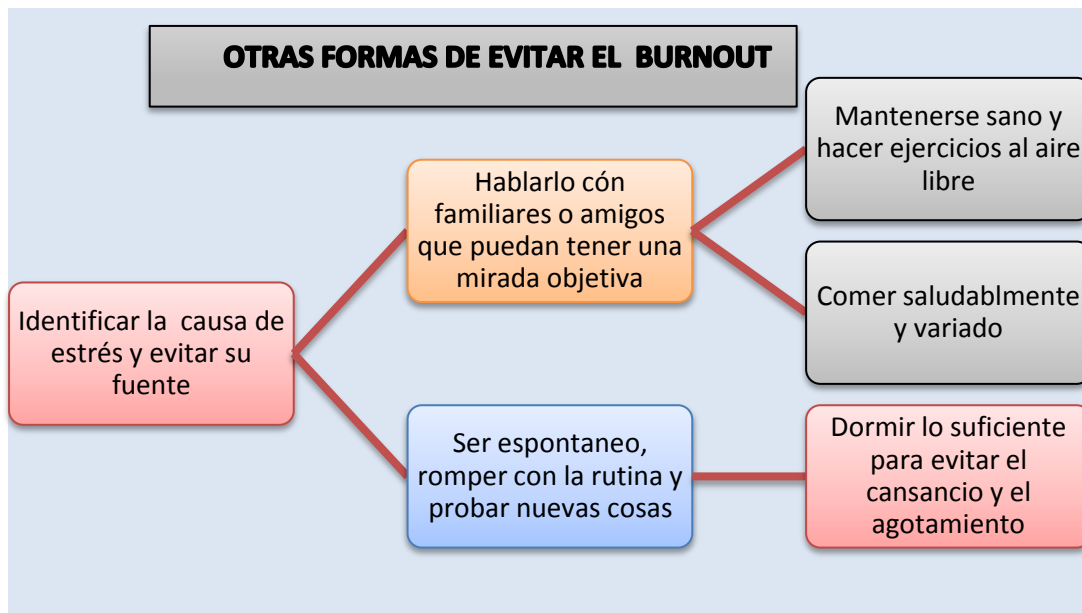 OTRAS FORMAS DE EVITAR EL BURNOUT
Identificar la causa de
estrés y evitar su
fuente
Hablarlo cón
familiares o amigos
que puedan tener una
mirada objetiva
Mantenerse sano y
hacer ejercicios al aire
libre
Comer saludablmente
y variado
Ser espontaneo,
romper con la rutina y
probar nuevas cosas
Dormir lo suficiente
para evitar el
cansancio y el
agotamiento